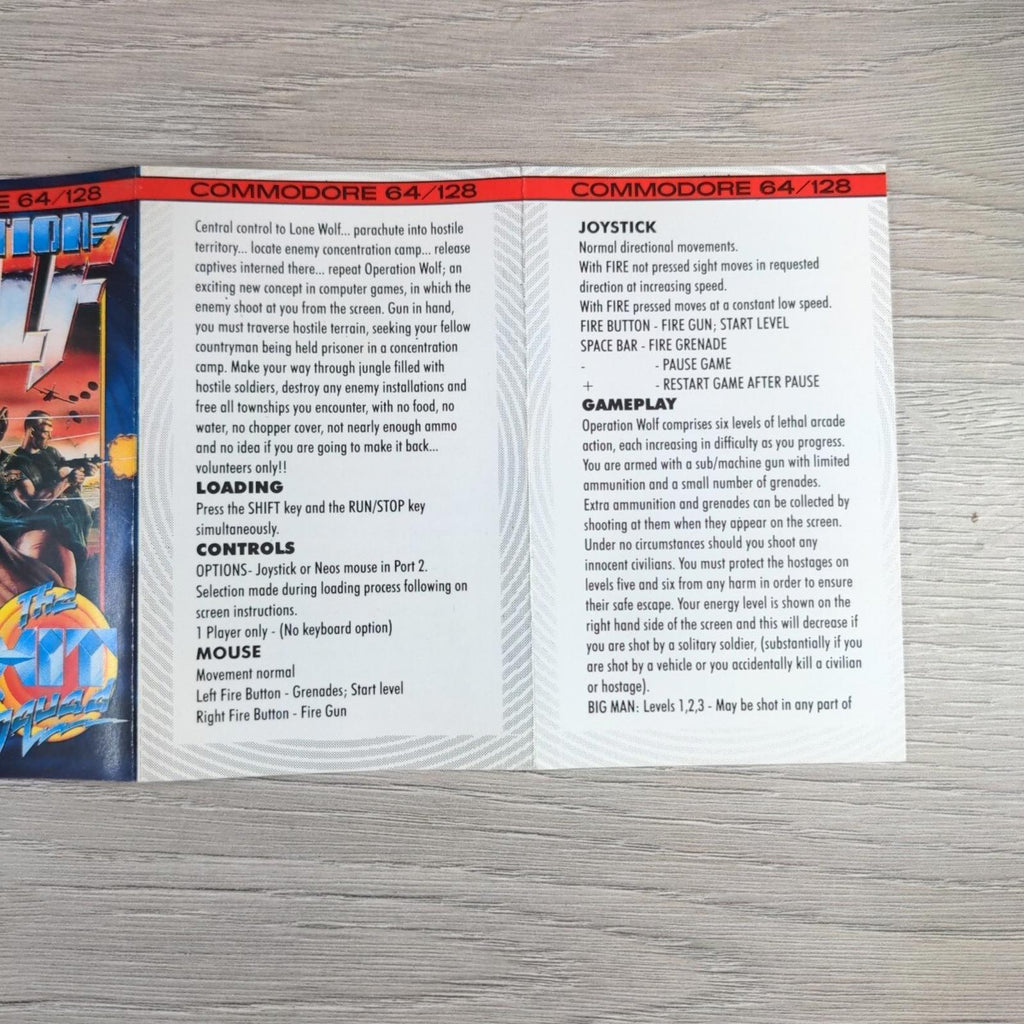 E 64/128
TION
LF
The
HIT
Squad
COMMODORE 64/128
Central control to Lone Wolf... parachute into hostile
territory... locate enemy concentration camp... release
captives interned there... repeat Operation Wolf; an
exciting new concept in computer games, in which the
enemy shoot at you from the screen. Gun in hand,
you must traverse hostile terrain, seeking your fellow
countryman being held prisoner in a concentration
camp. Make your way through jungle filled with
hostile soldiers, destroy any enemy installations and
free all townships you encounter, with no food, no
water, no chopper cover, not nearly enough ammo
and no idea if you are going to make it back...
volunteers only!!
LOADING
Press the SHIFT key and the RUN/STOP key
simultaneously.
CONTROLS
OPTIONS- Joystick or Neos mouse in Port 2.
Selection made during loading process following on
screen instructions.
1 Player only - (No keyboard option)
MOUSE
Movement normal
Left Fire Button - Grenades; Start level
Right Fire Button - Fire Gun
COMMODORE 64/128
JOYSTICK
Normal directional movements.
With FIRE not pressed sight moves in requested
direction at increasing speed.
With FIRE pressed moves at a constant low speed.
FIRE BUTTON - FIRE GUN; START LEVEL
SPACE BAR - FIRE GRENADE
- - PAUSE GAME
+ - RESTART GAME AFTER PAUSE
GAMEPLAY
Operation Wolf comprises six levels of lethal arcade
action, each increasing in difficulty as you progress.
You are armed with a sub/machine gun with limited
ammunition and a small number of grenades.
Extra ammunition and grenades can be collected by
shooting at them when they appear on the screen.
Under no circumstances should you shoot any
innocent civilians. You must protect the hostages on
levels five and six from any harm in order to ensure
their safe escape. Your energy level is shown on the
right hand side of the screen and this will decrease if
you are shot by a solitary soldier, (substantially if you
are shot by a vehicle or you accidentally kill a civilian
or hostage).
BIG MAN: Levels 1,2,3 - May be shot in any part of